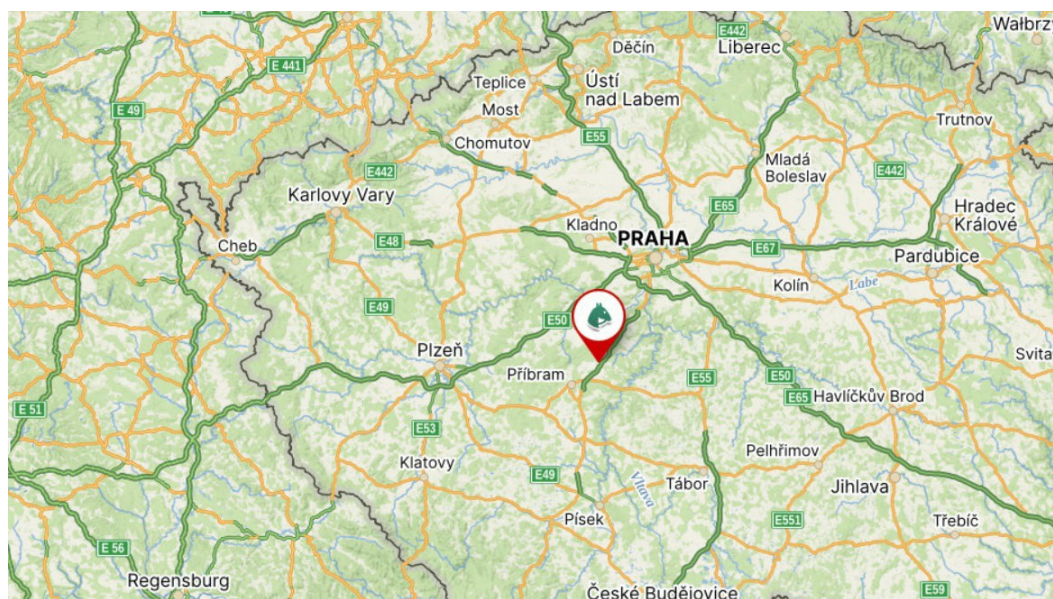 Wałbrzy
E442
Děčín
Liberec
E 441
Teplice
Ústí
nad Labem
Most
E 49
Trutnov
E55
Chomutov
Mladá
Boleslav
E442
E442
Karlovy Vary
E65
Hradec
Králové
Kladno
PRAHA
Cheb
E48
E67
Pardubice
Kolín
Labe
E49
E50
Plzeň
Svita
Příbram
E55
E50
E65
Havlíčkův Brod
E 51
E53
Klatovy
Pelhřimov
E49
Vltava
Tábor
Jihlava
Písek
E551
Třebíč
E 56
Regensburg
E59
České Budějovice